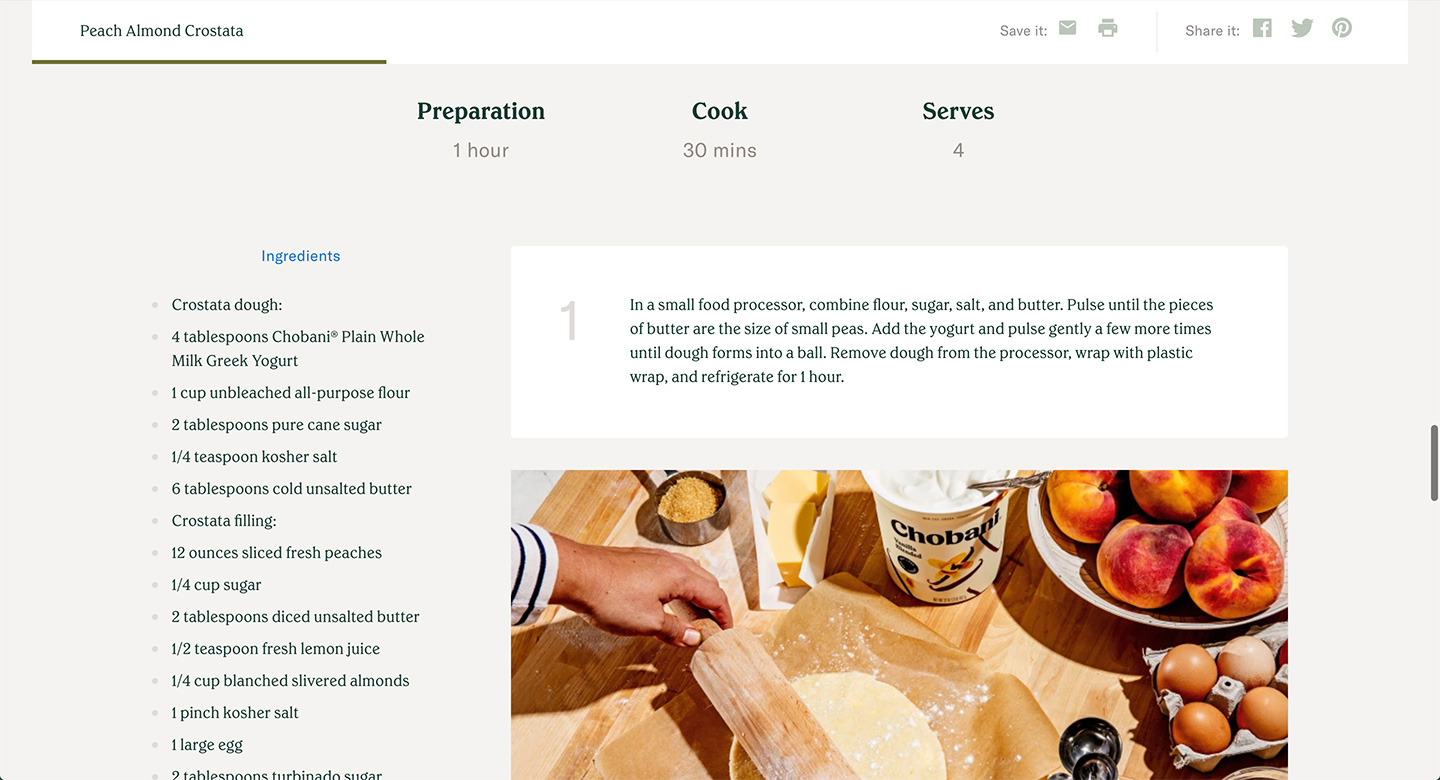 Peach Almond Crostata
Save it:
Share it:
Preparation
Cook
Serves
1 hour
30 mins
4
Ingredients
Crostata dough:
4 tablespoons Chobani® Plain Whole
Milk Greek Yogurt
1 cup unbleached all-purpose flour
2 tablespoons pure cane sugar
1/4 teaspoon kosher salt
6 tablespoons cold unsalted butter
Crostata filling:
12 ounces sliced fresh peaches
1/4 cup sugar
2 tablespoons diced unsalted butter
1/2 teaspoon fresh lemon juice
1/4 cup blanched slivered almonds
1 pinch kosher salt
1 large egg
2 tablespoons turbinado sugar
1
In a small food processor, combine flour, sugar, salt, and butter. Pulse until the pieces
of butter are the size of small peas. Add the yogurt and pulse gently a few more times
until dough forms into a ball. Remove dough from the processor, wrap with plastic
wrap, and refrigerate for 1 hour.
Chobani
Vanilla
Blended